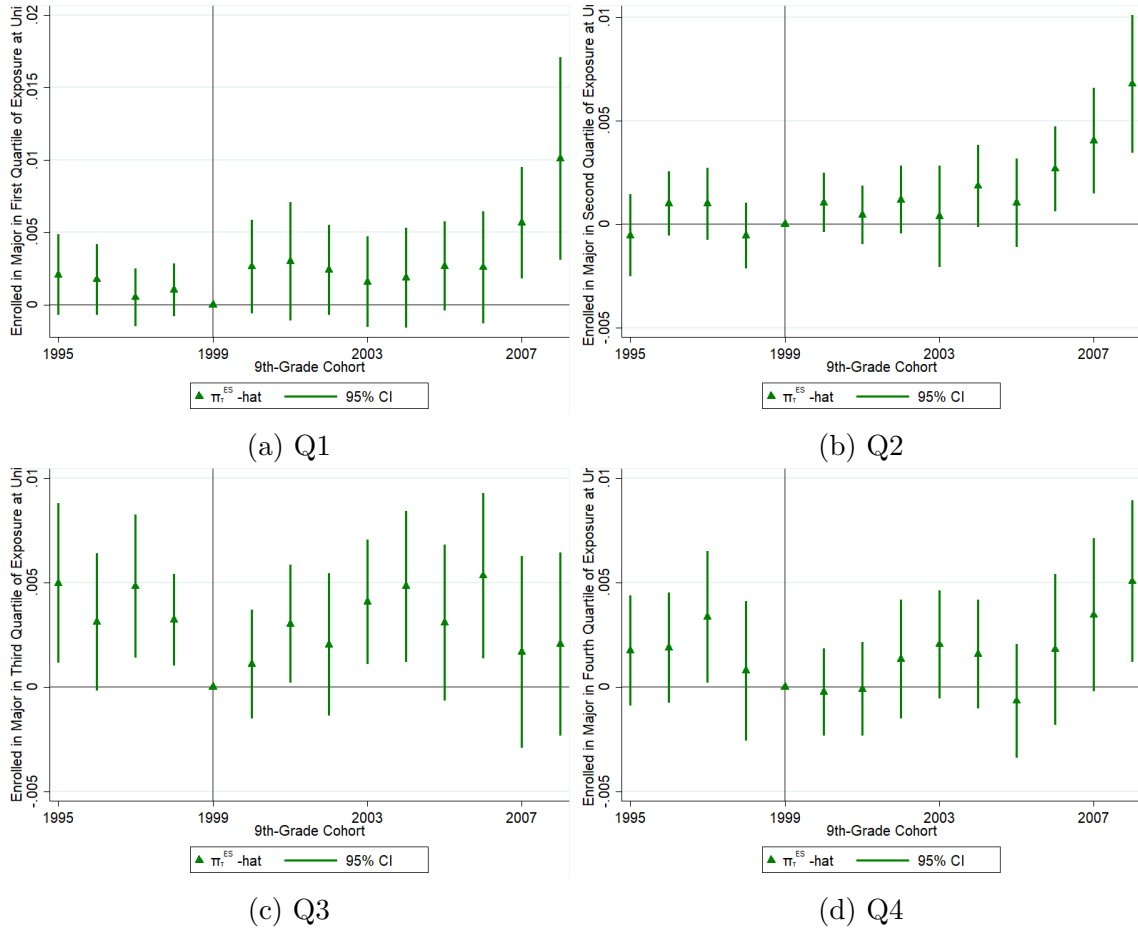 Enrolled in Major in First Quartile of Exposure at Uni
.02
.015
.01
.005
0
1995
1999
2003
2007
9th-Grade Cohort
π_τ^ES -hat
95% CI
(a) Q1
Enrolled in Major in Second Quartile of Exposure at Uni
.01
.005
0
-.005
1995
1999
2003
2007
9th-Grade Cohort
π_τ^ES -hat
95% CI
(b) Q2
Enrolled in Major in Third Quartile of Exposure at Uni
.01
.005
0
-.005
1995
1999
2003
2007
9th-Grade Cohort
π_τ^ES -hat
95% CI
(c) Q3
Enrolled in Major in Fourth Quartile of Exposure at Ur
.01
.005
0
-.005
1995
1999
2003
2007
9th-Grade Cohort
π_τ^ES -hat
95% CI
(d) Q4